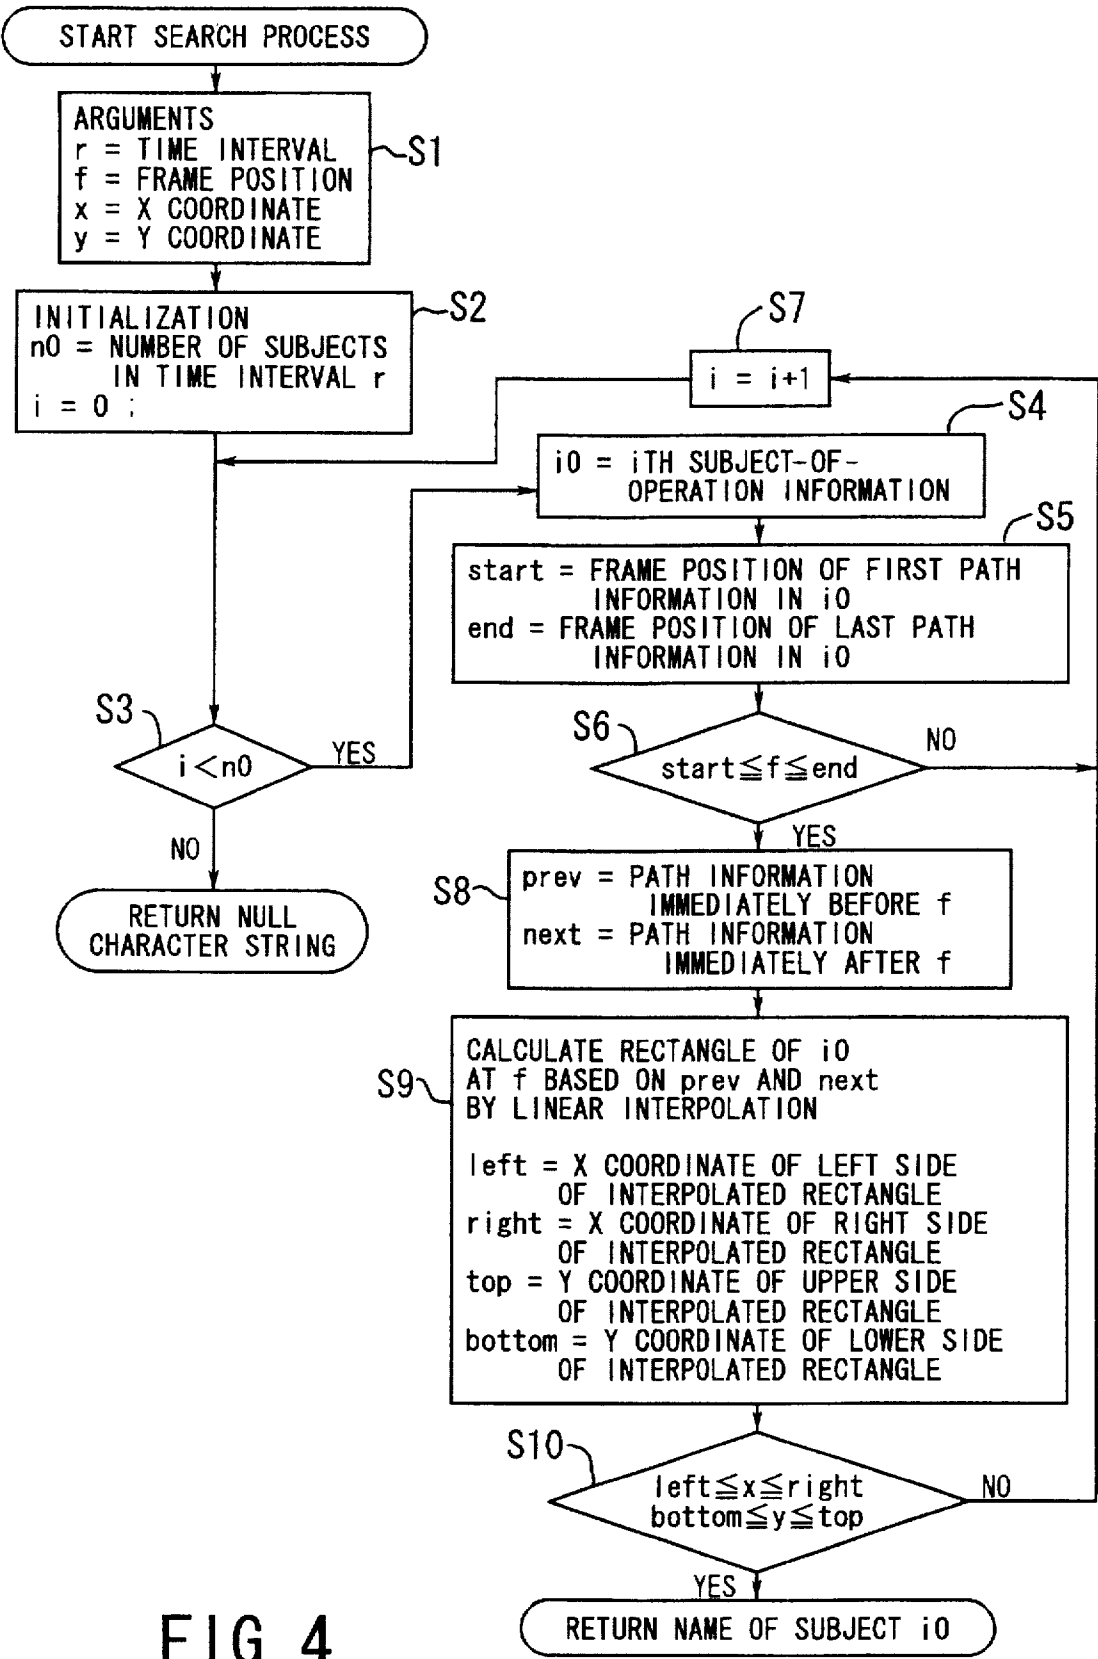 START SEARCH PROCESS
ARGUMENTS
r = TIME INTERVAL
f = FRAME POSITION
x = X COORDINATE
y = Y COORDINATE
S1
INITIALIZATION
n0 = NUMBER OF SUBJECTS
IN TIME INTERVAL r
i = 0 ;
S2
S7
i = i+1
S4
i0 = iTH SUBJECT-OF-
OPERATION INFORMATION
S5
start = FRAME POSITION OF FIRST PATH
INFORMATION IN i0
end = FRAME POSITION OF LAST PATH
INFORMATION IN i0
S3
i<n0
YES
NO
RETURN NULL
CHARACTER STRING
S6
start≦f≦end
NO
YES
S8
prev = PATH INFORMATION
IMMEDIATELY BEFORE f
next = PATH INFORMATION
IMMEDIATELY AFTER f
S9
CALCULATE RECTANGLE OF i0
AT f BASED ON prev AND next
BY LINEAR INTERPOLATION
left = X COORDINATE OF LEFT SIDE
OF INTERPOLATED RECTANGLE
right = X COORDINATE OF RIGHT SIDE
OF INTERPOLATED RECTANGLE
top = Y COORDINATE OF UPPER SIDE
OF INTERPOLATED RECTANGLE
bottom = Y COORDINATE OF LOWER SIDE
OF INTERPOLATED RECTANGLE
S10
left≦x≦right
bottom≦y≦top
NO
YES
RETURN NAME OF SUBJECT i0
FIG 4